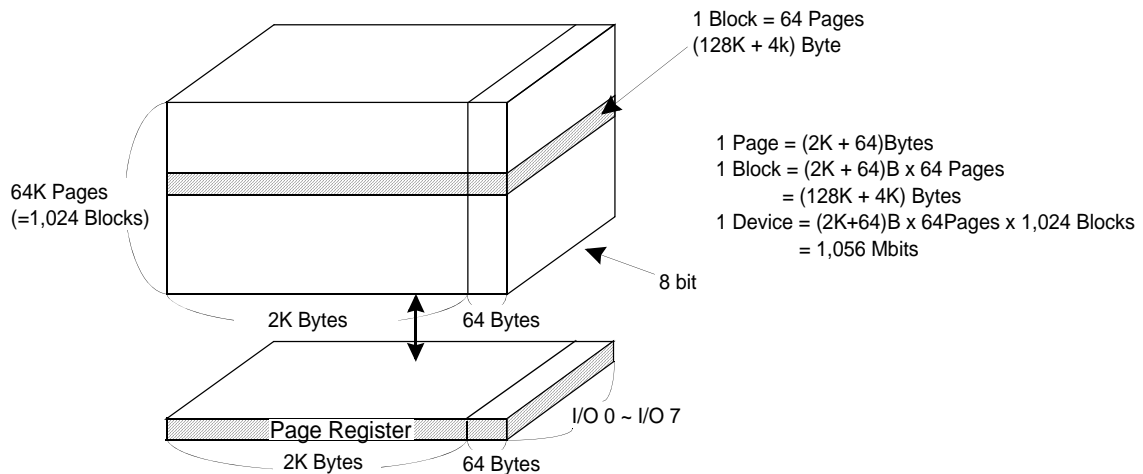 1 Block = 64 Pages
(128K + 4k) Byte
1 Page = (2K + 64)Bytes
1 Block = (2K + 64)B x 64 Pages
= (128K + 4K) Bytes
1 Device = (2K+64)B x 64Pages x 1,024 Blocks
= 1,056 Mbits
64K Pages
(=1,024 Blocks)
8 bit
2K Bytes
64 Bytes
I/O 0 ~ I/O 7
Page Register
2K Bytes
64 Bytes